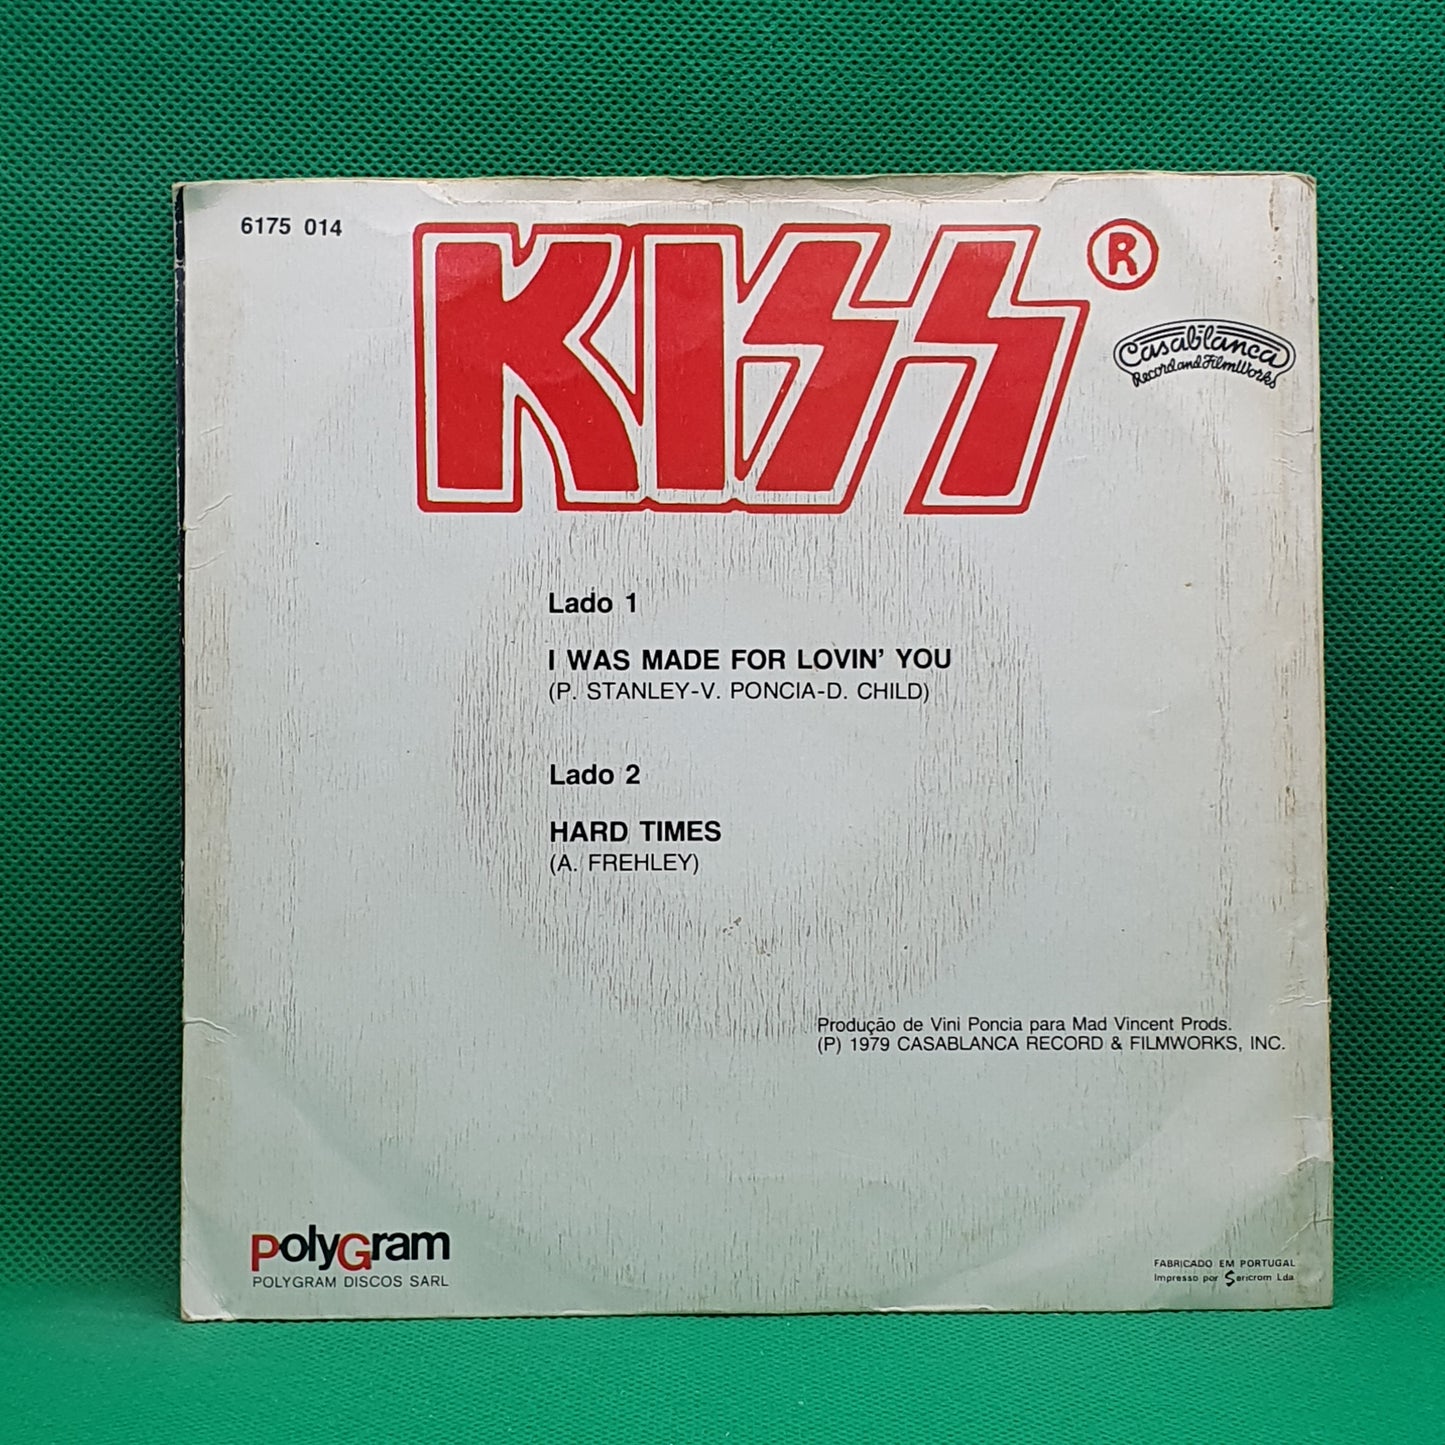 6175 014
KISS ®
Casablanca
Record and FilmWorks
Lado 1
I WAS MADE FOR LOVIN' YOU
(P. STANLEY-V. PONCIA-D. CHILD)
Lado 2
HARD TIMES
(A. FREHLEY)
Produção de Vini Poncia para Mad Vincent Prods.
(P) 1979 CASABLANCA RECORD & FILMWORKS, INC.
PolyGram
POLYGRAM DISCOS SARL
FABRICADO EM PORTUGAL
Impresso por Sericrom Lda